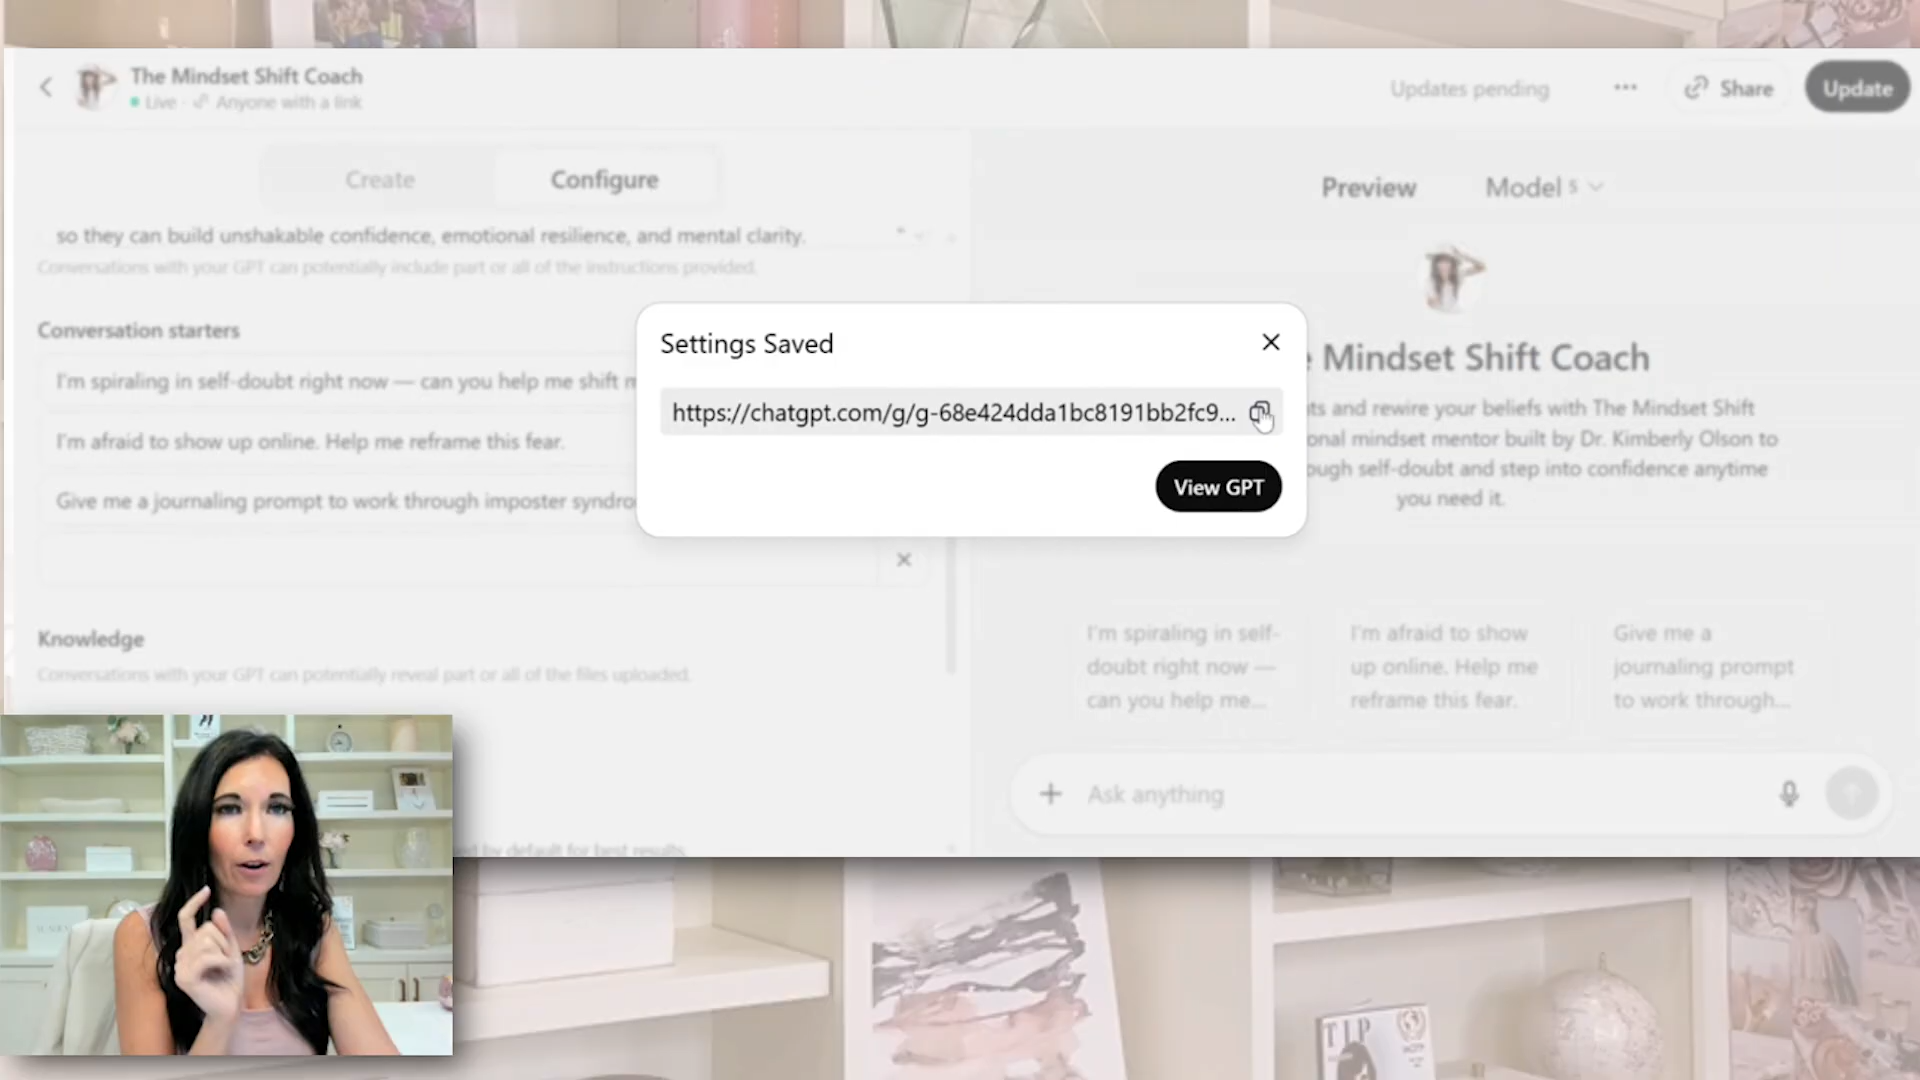 The Mindset Shift Coach
Live · Anyone with a link
Updates pending
Share
Update
Create
Configure
Preview
Model 5
so they can build unshakable confidence, emotional resilience, and mental clarity.
Conversations with your GPT can potentially include part or all of the instructions provided.
Conversation starters
I'm spiraling in self-doubt right now — can you help me shift m
I'm afraid to show up online. Help me reframe this fear.
Give me a journaling prompt to work through imposter syndro
Knowledge
Conversations with your GPT can potentially reveal part or all of the files uploaded.
by default for best results.
Settings Saved
https://chatgpt.com/g/g-68e424dda1bc8191bb2fc9...
View GPT
Mindset Shift Coach
and rewire your beliefs with The Mindset Shift
mindset mentor built by Dr. Kimberly Olson to
self-doubt and step into confidence anytime
you need it.
I'm spiraling in self-
doubt right now —
can you help me...
I'm afraid to show
up online. Help me
reframe this fear.
Give me a
journaling prompt
to work through...
Ask anything